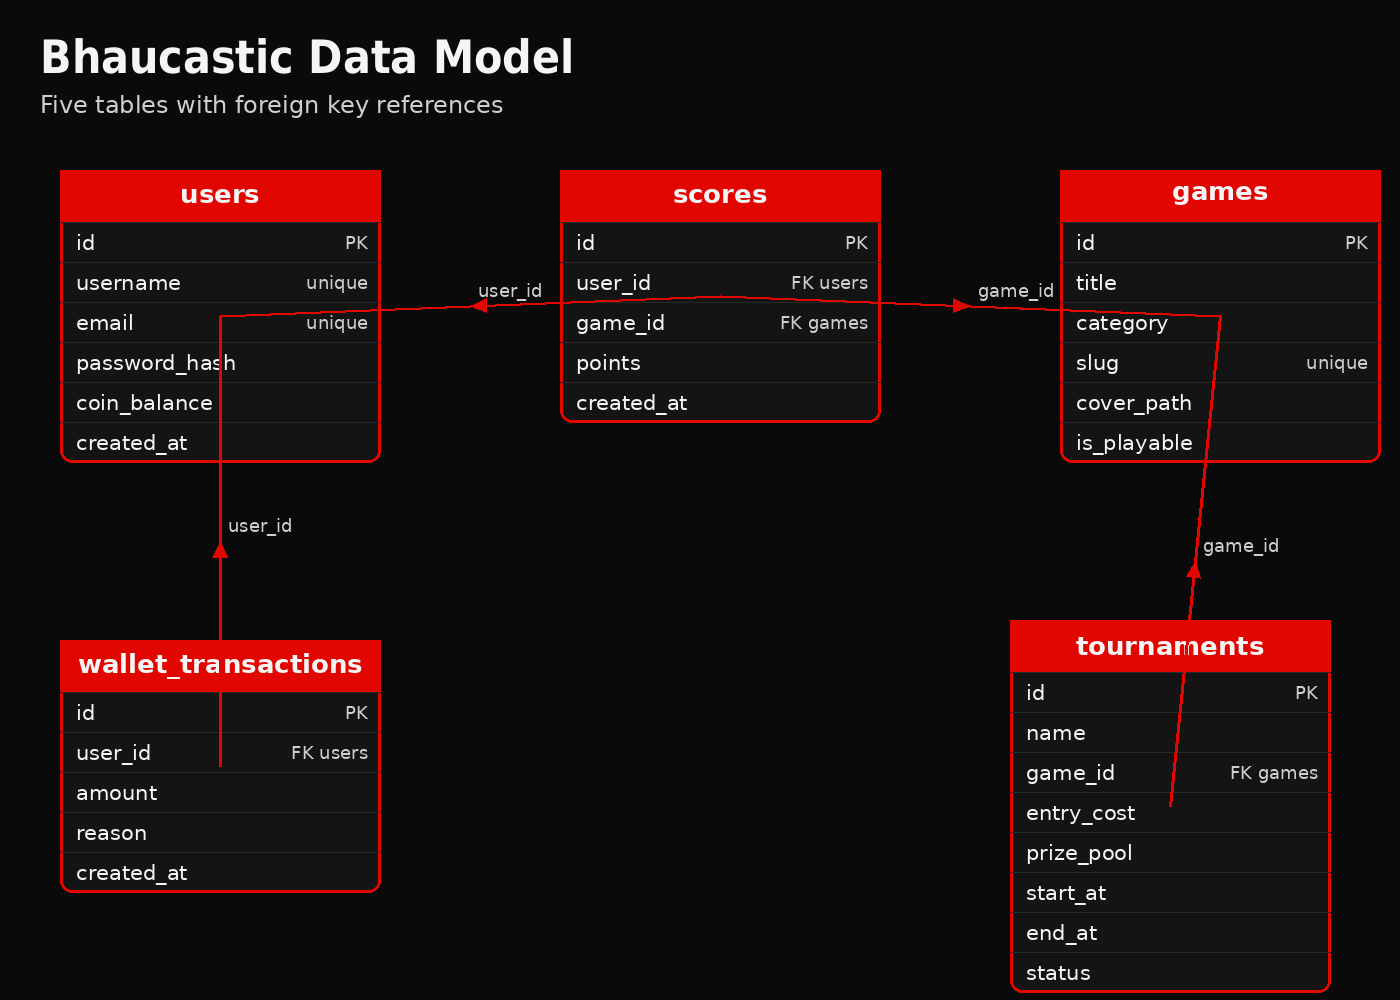 Bhaucastic Data Model
Five tables with foreign key references
users
id PK
username unique
email unique
password_hash
coin_balance
created_at
user_id
scores
id PK
user_id FK users
game_id FK games
points
created_at
game_id
games
id PK
title
category
slug unique
cover_path
is_playable
user_id
game_id
wallet_transactions
id PK
user_id FK users
amount
reason
created_at
tournaments
id PK
name
game_id FK games
entry_cost
prize_pool
start_at
end_at
status